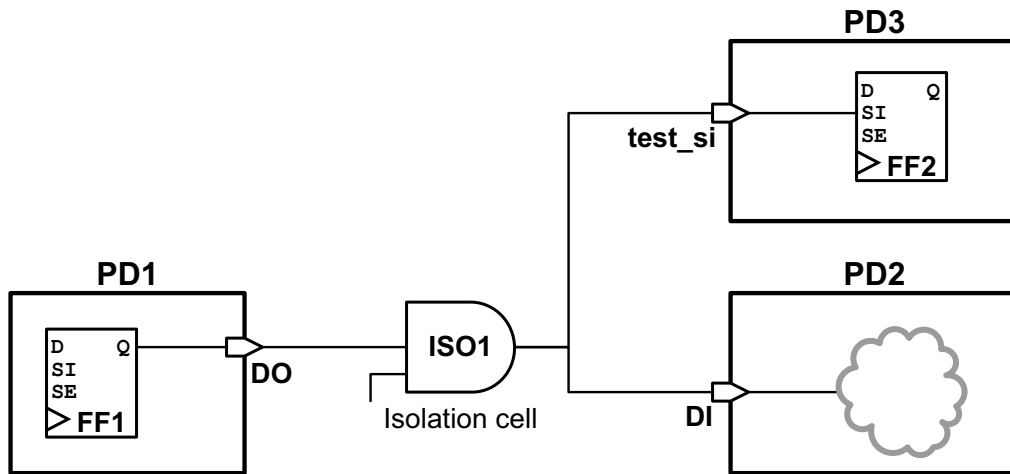 PD3
D Q
SI
SE
FF2
test_si
PD1
D Q
SI
SE
FF1
DO
ISO1
Isolation cell
PD2
DI